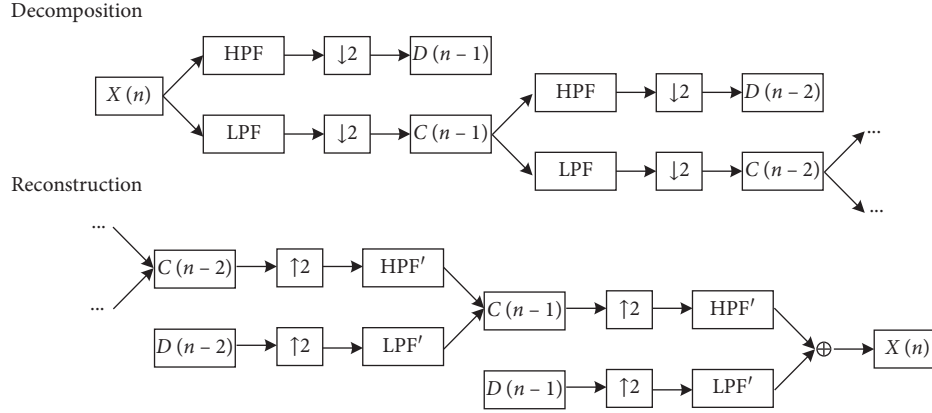 Decomposition
HPF ↓2 D (n – 1)
X (n)
HPF ↓2 D (n – 2)
LPF ↓2 C (n – 1)
...
LPF ↓2 C (n – 2)
...
Reconstruction
...
C (n – 2) ↑2 HPF′
...
C (n – 1) ↑2 HPF′
D (n – 2) ↑2 LPF′
⊕ X (n)
D (n – 1) ↑2 LPF′